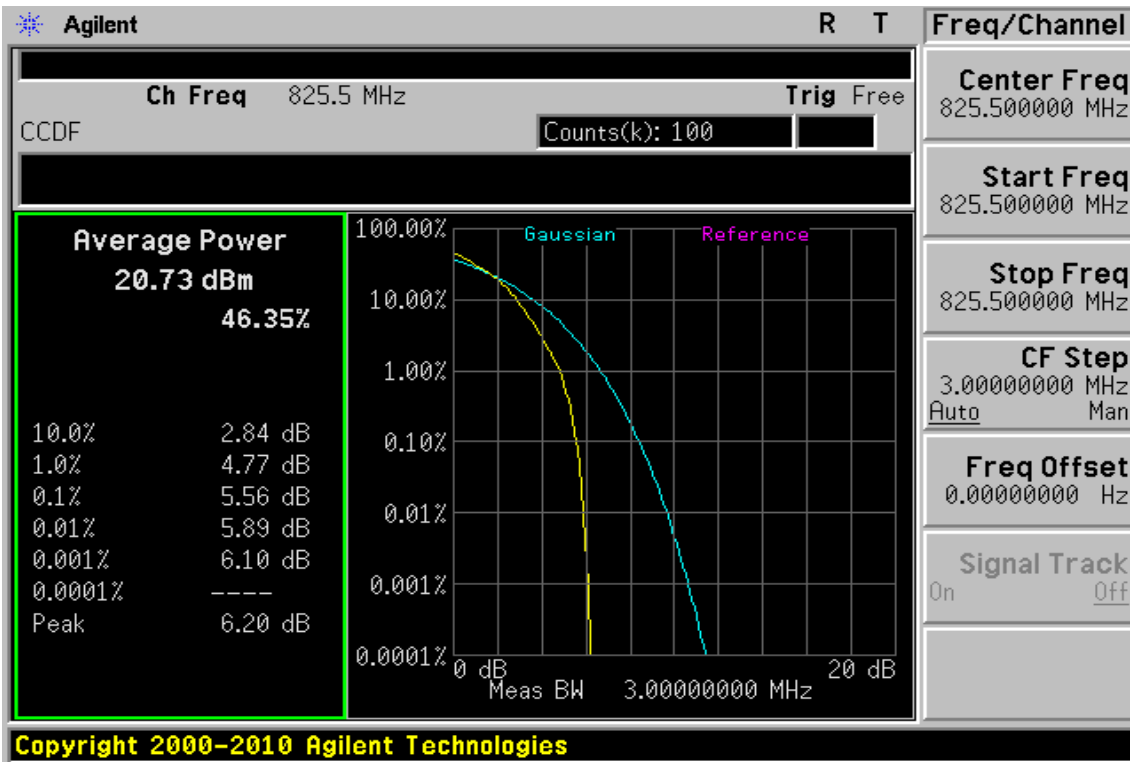 Agilent R T
Ch Freq 825.5 MHz Trig Free
CCDF Counts(k): 100
Average Power
20.73 dBm
46.35%
10.0% 2.84 dB
1.0% 4.77 dB
0.1% 5.56 dB
0.01% 5.89 dB
0.001% 6.10 dB
0.0001% ----
Peak 6.20 dB
Gaussian Reference
100.00%
10.00%
1.00%
0.10%
0.01%
0.001%
0.0001%
0 dB 20 dB
Meas BW 3.00000000 MHz
Freq/Channel
Center Freq
825.500000 MHz
Start Freq
825.500000 MHz
Stop Freq
825.500000 MHz
CF Step
3.00000000 MHz
Auto Man
Freq Offset
0.00000000 Hz
Signal Track
On Off
Copyright 2000-2010 Agilent Technologies